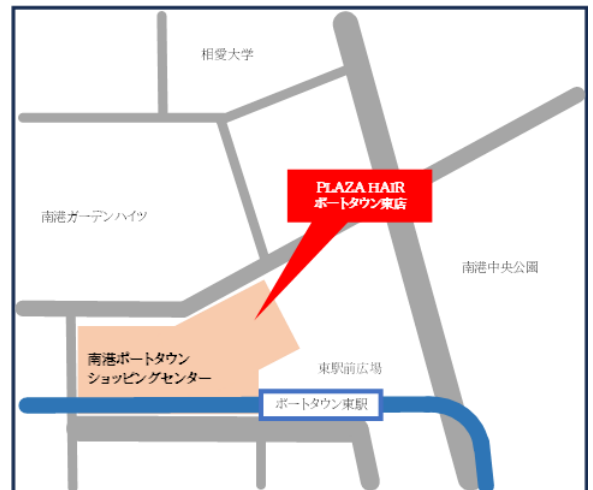 相愛大学
PLAZA HAIR
ポートタウン東店
南港ガーデンハイツ
南港中央公園
南港ポートタウン
ショッピングセンター
東駅前広場
ポートタウン東駅